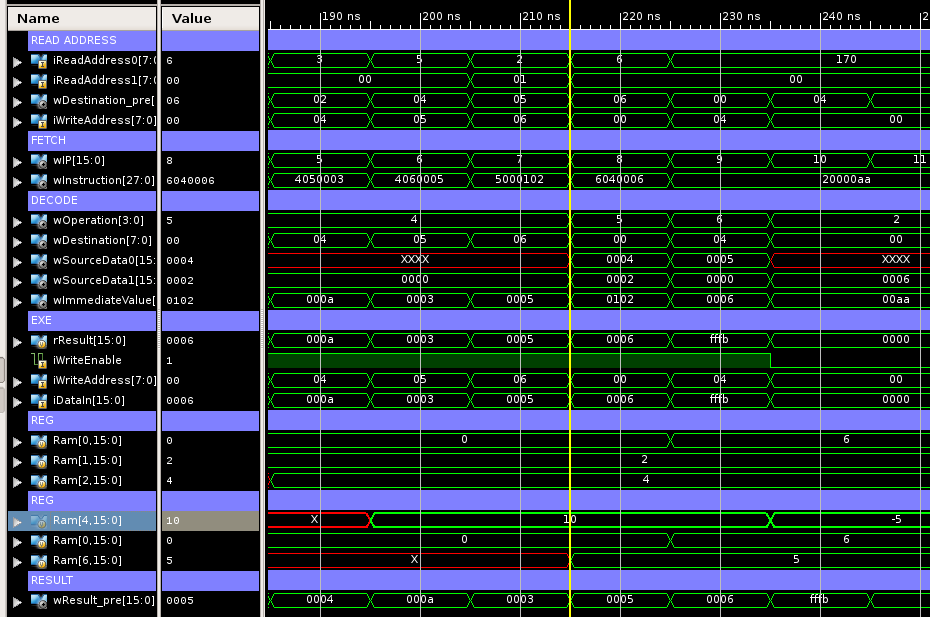 Name Value 190 ns 200 ns 210 ns 220 ns 230 ns 240 ns 2
READ ADDRESS
iReadAddress0[7:0 6 3 5 2 6 170
iReadAddress1[7:0 00 00 01 00
wDestination_pre[ 06 02 04 05 06 00 04
iWriteAddress[7:0] 00 04 05 06 00 04 00
FETCH
wIP[15:0] 8 5 6 7 8 9 10 11
wInstruction[27:0] 6040006 4050003 4060005 5000102 6040006 20000aa
DECODE
wOperation[3:0] 5 4 5 6 2
wDestination[7:0] 00 04 05 06 00 04 00
wSourceData0[15: 0004 XXXX 0004 0005 XXXX
wSourceData1[15: 0002 0000 0002 0000 0006
wImmediateValue[ 0102 000a 0003 0005 0102 0006 00aa
EXE
rResult[15:0] 0006 000a 0003 0005 0006 fffb 0000
iWriteEnable 1
iWriteAddress[7:0] 00 04 05 06 00 04 00
iDataIn[15:0] 0006 000a 0003 0005 0006 fffb 0000
REG
Ram[0,15:0] 0 0 6
Ram[1,15:0] 2 2
Ram[2,15:0] 4 4
REG
Ram[4,15:0] 10 X 10 -5
Ram[0,15:0] 0 0 6
Ram[6,15:0] 5 X 5
RESULT
wResult_pre[15:0] 0005 0004 000a 0003 0005 0006 fffb